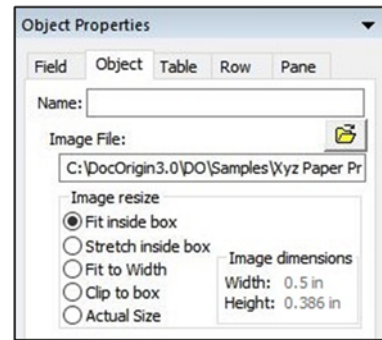 Object Properties
Field Object Table Row Pane
Name:
Image File:
C:\DocOrigin3.0\DO\Samples\Xyz Paper Pr
Image resize
Fit inside box
Stretch inside box
Fit to Width
Clip to box
Actual Size
Image dimensions
Width: 0.5 in
Height: 0.386 in